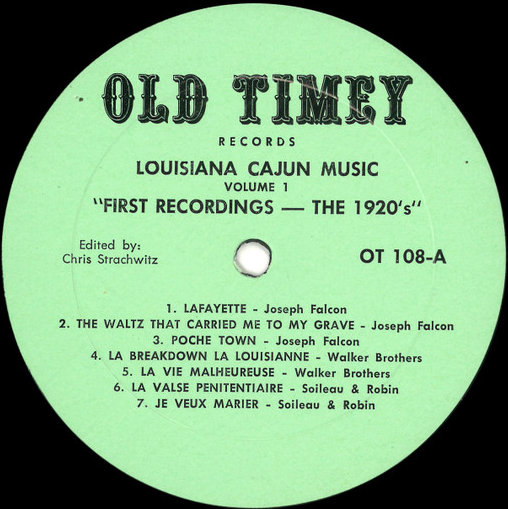 OLD TIMEY
RECORDS
LOUISIANA CAJUN MUSIC
VOLUME 1
"FIRST RECORDINGS — THE 1920's"
Edited by:
Chris Strachwitz
OT 108-A
1. LAFAYETTE - Joseph Falcon
2. THE WALTZ THAT CARRIED ME TO MY GRAVE - Joseph Falcon
3. POCHE TOWN - Joseph Falcon
4. LA BREAKDOWN LA LOUISIANNE - Walker Brothers
5. LA VIE MALHEUREUSE - Walker Brothers
6. LA VALSE PENITENTIAIRE - Soileau & Robin
7. JE VEUX MARIER - Soileau & Robin